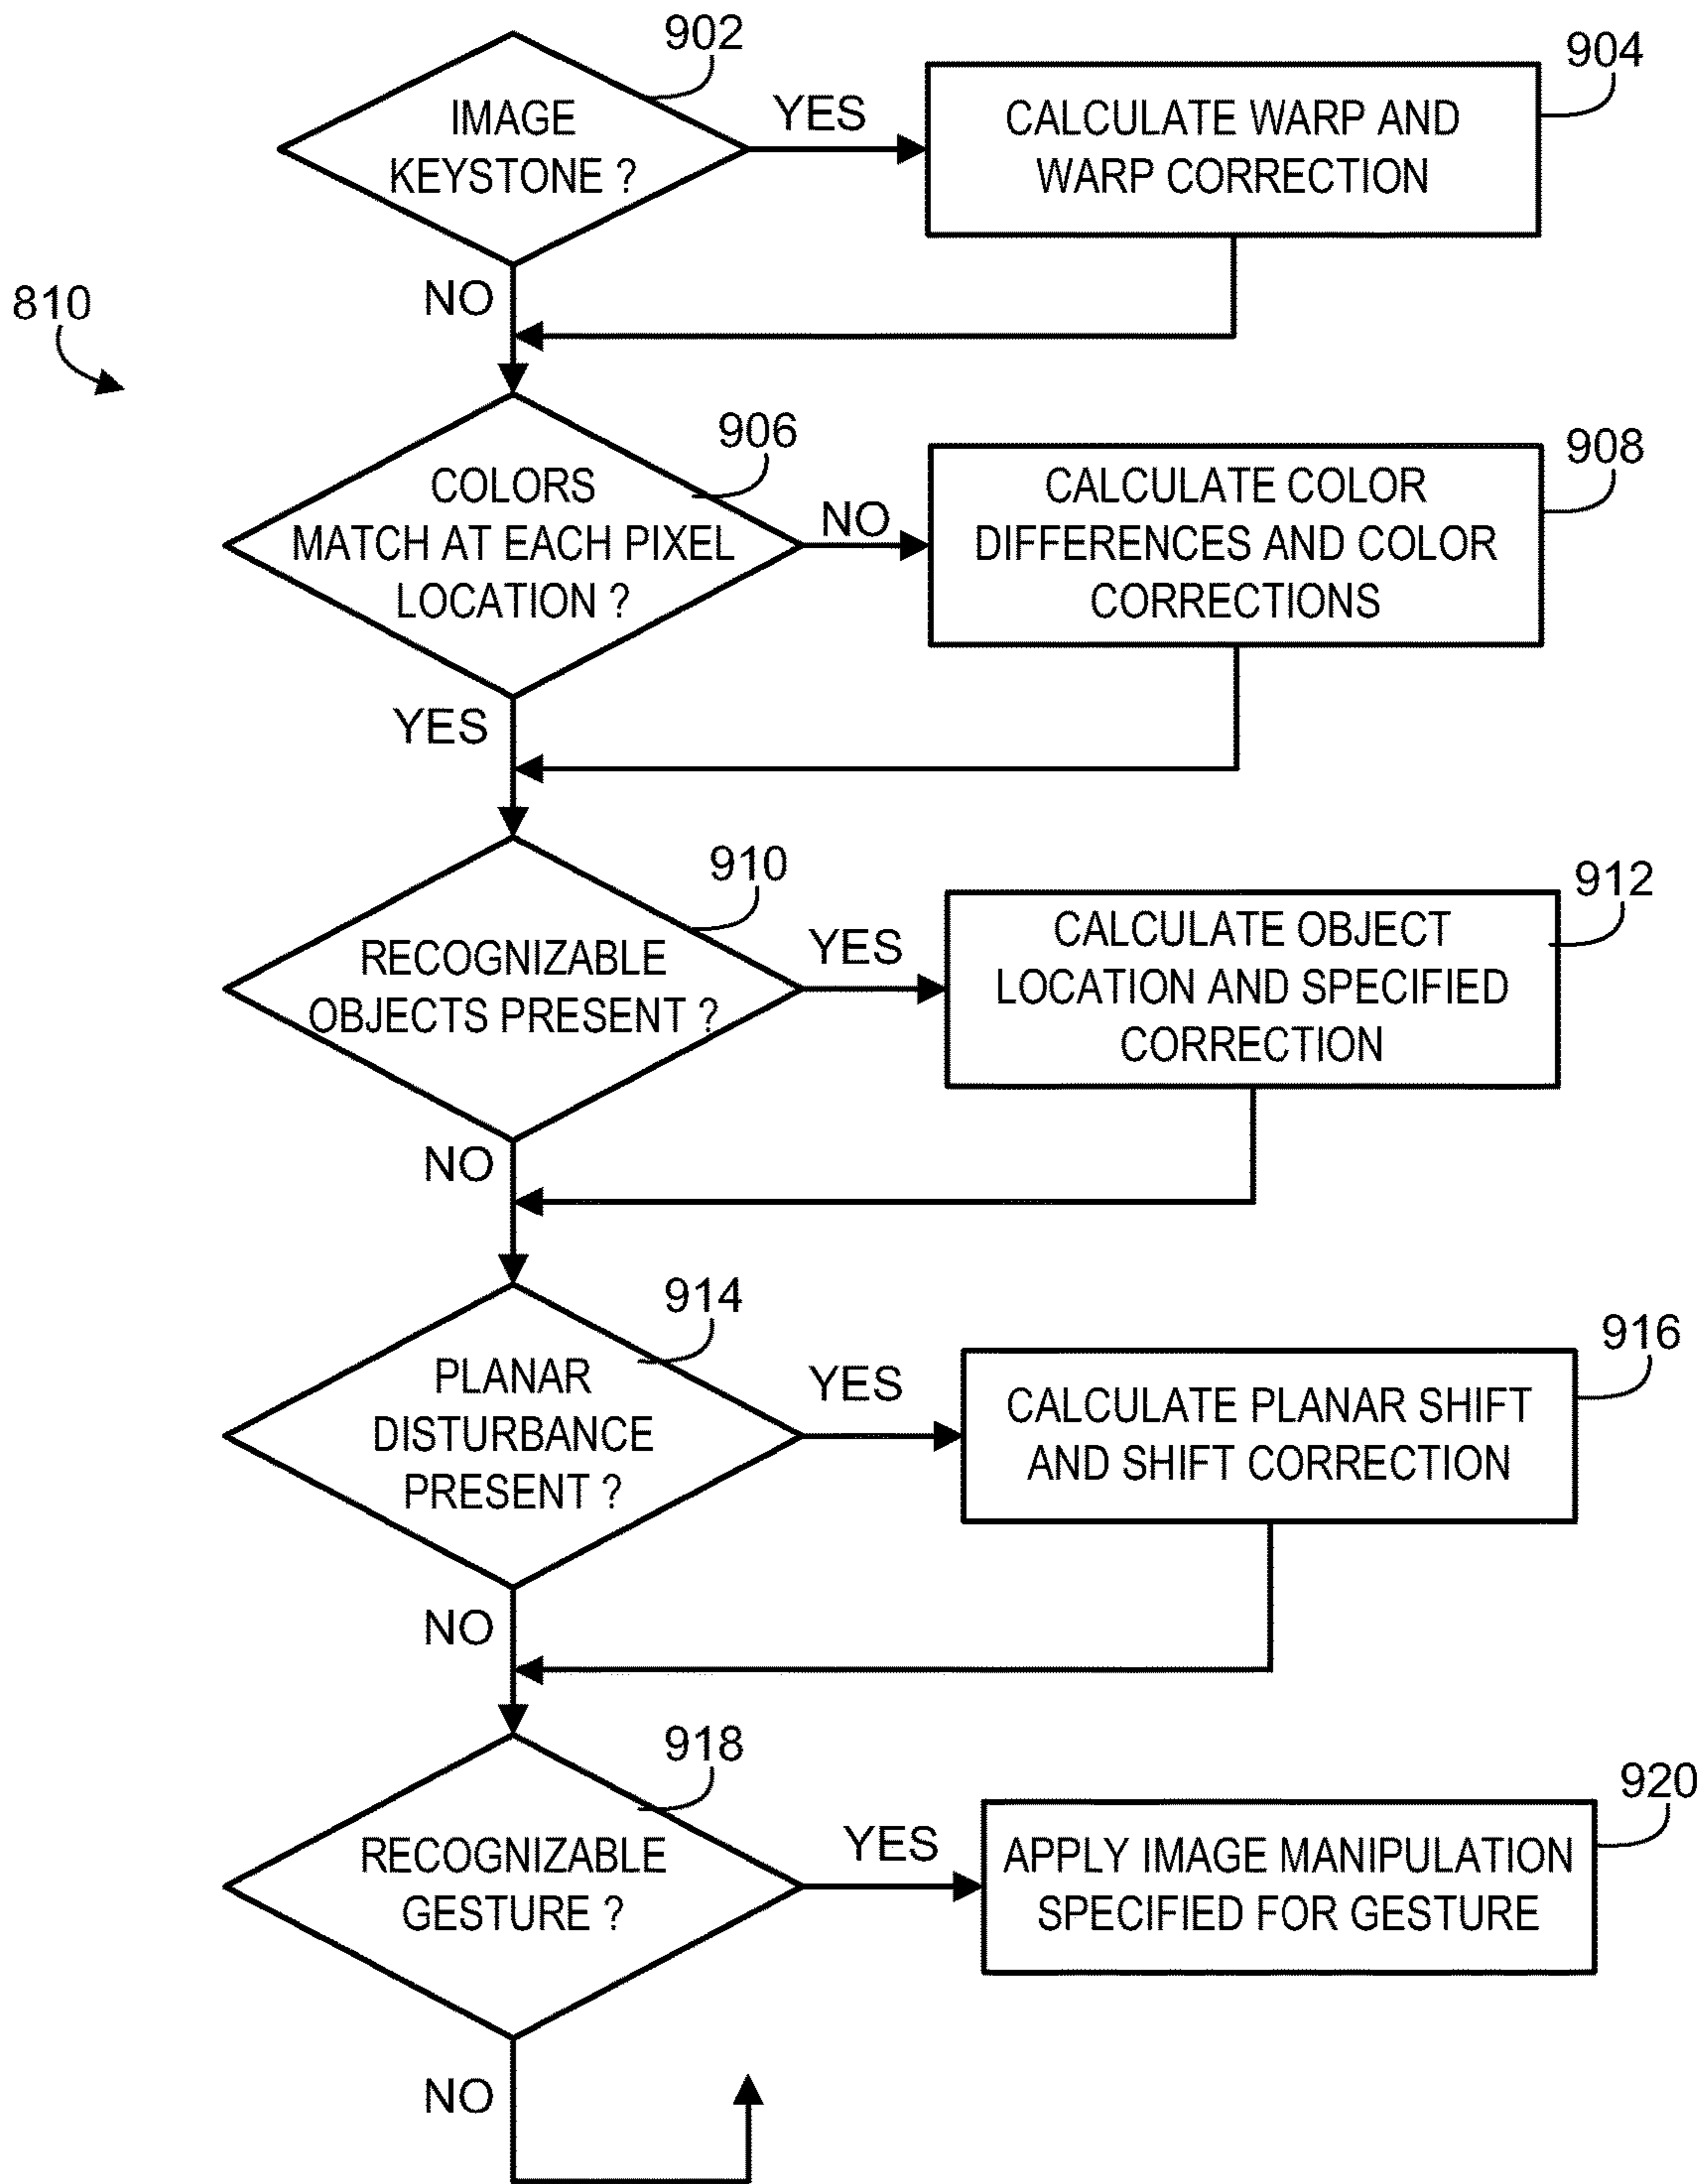 902
904
IMAGE
KEYSTONE ?
YES
CALCULATE WARP AND
WARP CORRECTION
NO
810
906
908
COLORS
MATCH AT EACH PIXEL
LOCATION ?
NO
CALCULATE COLOR
DIFFERENCES AND COLOR
CORRECTIONS
YES
910
912
RECOGNIZABLE
OBJECTS PRESENT ?
YES
CALCULATE OBJECT
LOCATION AND SPECIFIED
CORRECTION
NO
914
916
PLANAR
DISTURBANCE
PRESENT ?
YES
CALCULATE PLANAR SHIFT
AND SHIFT CORRECTION
NO
918
920
RECOGNIZABLE
GESTURE ?
YES
APPLY IMAGE MANIPULATION
SPECIFIED FOR GESTURE
NO